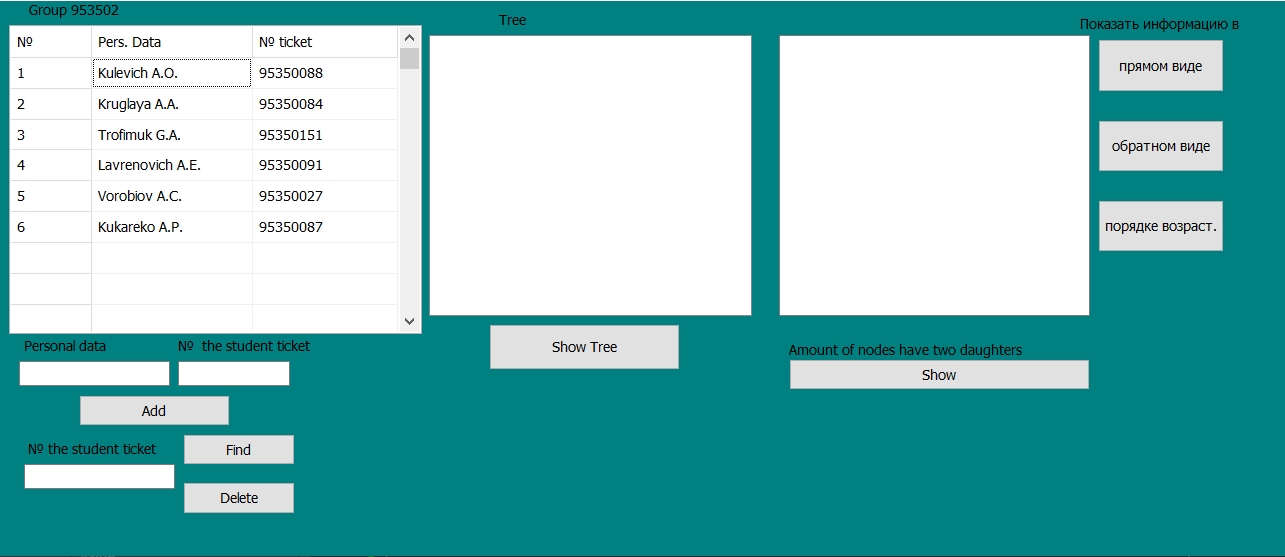 Group 953502
Tree
Показать информацию в
№ Pers. Data № ticket
1 Kulevich A.O. 95350088
2 Kruglaya A.A. 95350084
3 Trofimuk G.A. 95350151
4 Lavrenovich A.E. 95350091
5 Vorobiov A.C. 95350027
6 Kukareko A.P. 95350087
прямом виде
обратном виде
порядке возраст.
Personal data № the student ticket
Add
№ the student ticket
Find
Delete
Show Tree
Amount of nodes have two daughters
Show